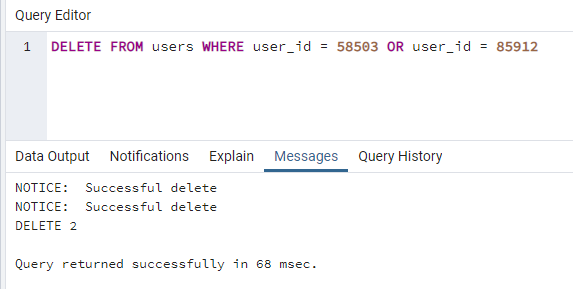 Query Editor
1 DELETE FROM users WHERE user_id = 58503 OR user_id = 85912
Data Output Notifications Explain Messages Query History
NOTICE:  Successful delete
NOTICE:  Successful delete
DELETE 2
Query returned successfully in 68 msec.